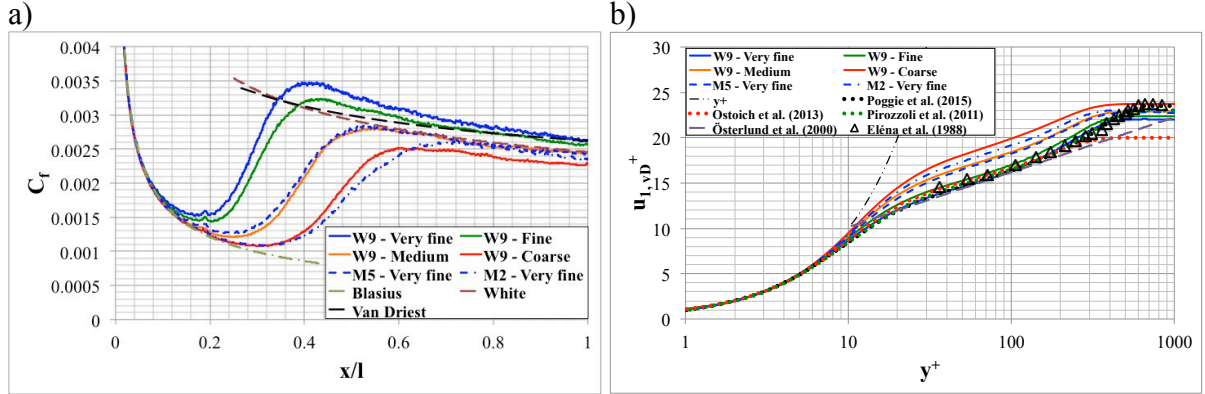 a)
0.004
0.0035
0.003
0.0025
0.002
0.0015
0.001
0.0005
0
C_f
0 0.2 0.4 0.6 0.8 1
x/l
W9 - Very fine W9 - Fine
W9 - Medium W9 - Coarse
M5 - Very fine M2 - Very fine
Blasius White
Van Driest
b)
30
25
20
15
10
5
0
u_{1,vD}^+
1 10 100 1000
y^+
W9 - Very fine W9 - Fine
W9 - Medium W9 - Coarse
M5 - Very fine M2 - Very fine
y+ Poggie et al. (2015)
Ostoich et al. (2013) Pirozzoli et al. (2011)
Österlund et al. (2000) Eléna et al. (1988)